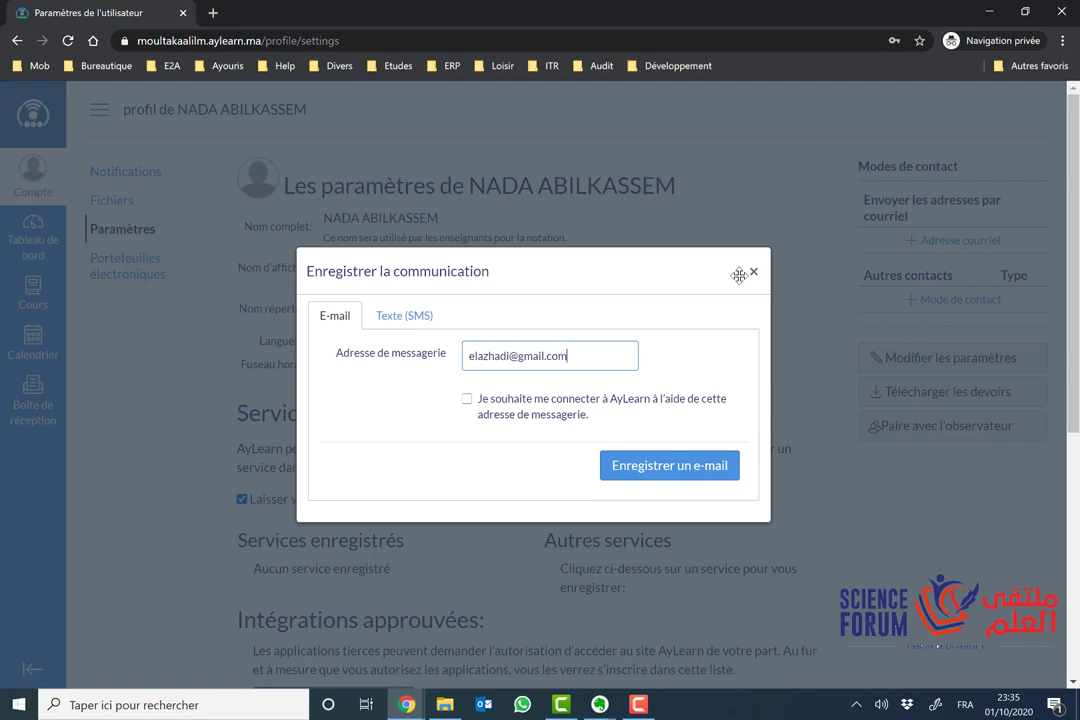 Paramètres de l'utilisateur
moultakaalilm.aylearn.ma/profile/settings
Navigation privée
Mob
Bureautique
E2A
Ayouris
Help
Divers
Etudes
ERP
Loisir
ITR
Audit
Développement
Autres favoris
profil de NADA ABILKASSEM
Compte
Tableau de
bord
Cours
Calendrier
Boîte de
réception
Notifications
Fichiers
Paramètres
Portefeuilles
électroniques
Les paramètres de NADA ABILKASSEM
Nom complet:
NADA ABILKASSEM
Ce nom sera utilisé par les enseignants pour la notation.
Nom d'affich
Nom réper
Langue:
Fuseau hora
Enregistrer la communication
E-mail
Texte (SMS)
Adresse de messagerie
elazhadi@gmail.com
Je souhaite me connecter à AyLearn à l'aide de cette
adresse de messagerie.
Enregistrer un e-mail
Servic
AyLearn pe
service dan
un
Laisser v
Services enregistrés
Aucun service enregistré
Autres services
Cliquez ci-dessous sur un service pour vous
enregistrer:
Intégrations approuvées:
Les applications tierces peuvent demander l'autorisation d'accéder au site AyLearn de votre part. Au fur
et à mesure que vous autorisez les applications, vous les verrez s'inscrire dans cette liste.
Modes de contact
Envoyer les adresses par
courriel
Adresse courriel
Autres contacts
Type
Mode de contact
Modifier les paramètres
Télécharger les devoirs
Paire avec l'observateur
SCIENCE
FORUM
ملتقى
العلم
Taper ici pour rechercher
FRA
23:35
01/10/2020
1